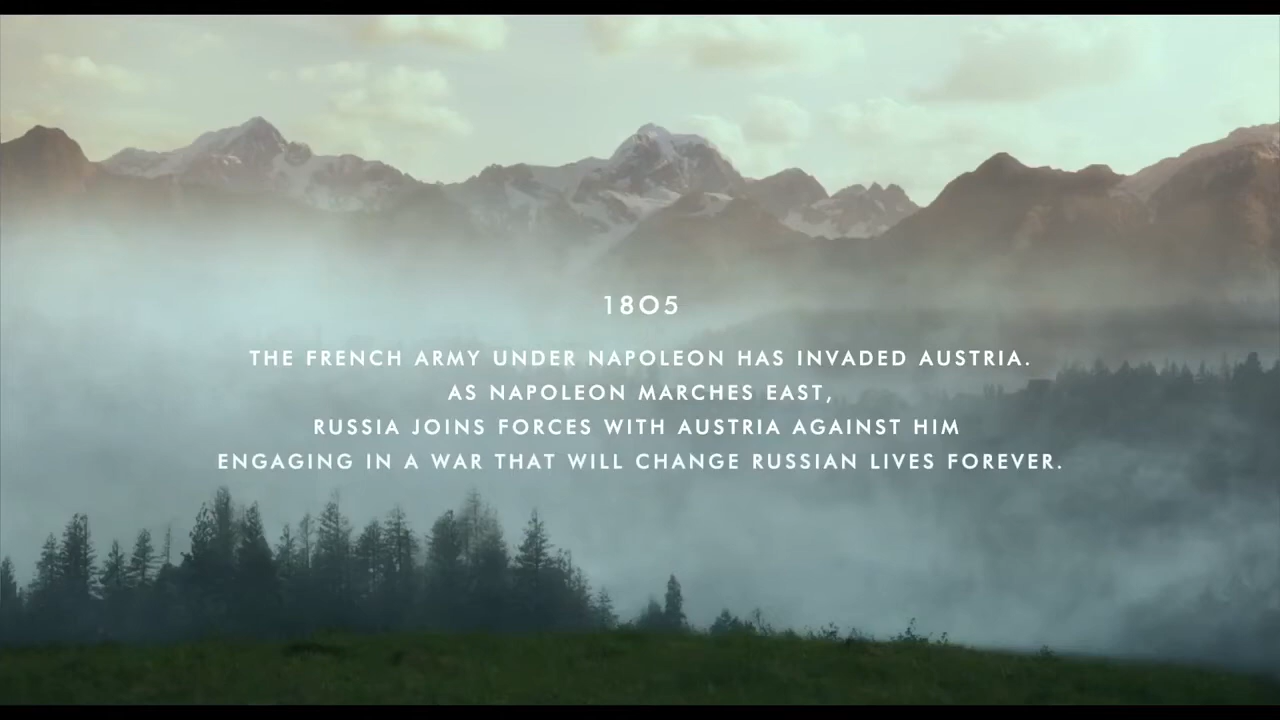 1805
THE FRENCH ARMY UNDER NAPOLEON HAS INVADED AUSTRIA.
AS NAPOLEON MARCHES EAST,
RUSSIA JOINS FORCES WITH AUSTRIA AGAINST HIM
ENGAGING IN A WAR THAT WILL CHANGE RUSSIAN LIVES FOREVER.